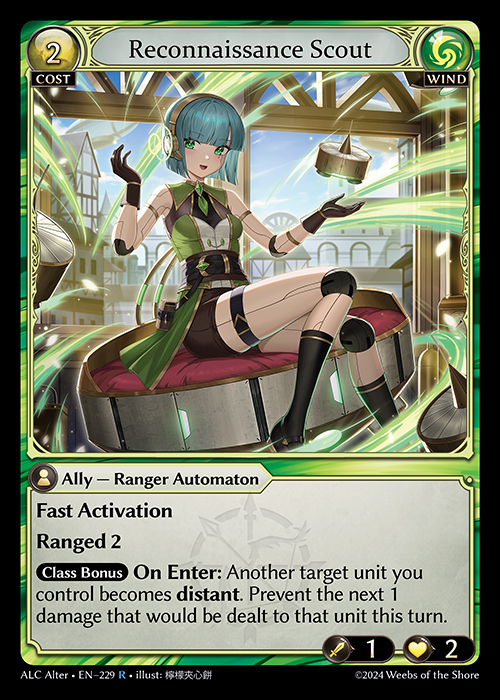 2
Reconnaissance Scout
COST
WIND
Ally — Ranger Automaton
Fast Activation
Ranged 2
Class Bonus On Enter: Another target unit you
control becomes distant. Prevent the next 1
damage that would be dealt to that unit this turn.
1
2
ALC Alter • EN–229 R • illust: 檸檬夾心餅
©2024 Weebs of the Shore